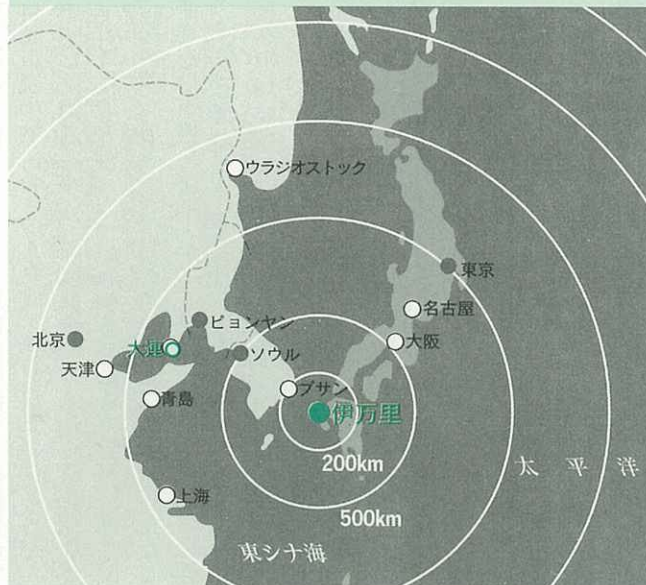 ウラジオストック
東京
ピョンヤン
名古屋
北京
大連
ソウル
大阪
天津
プサン
青島
伊万里
200km
太平洋
上海
500km
東シナ海